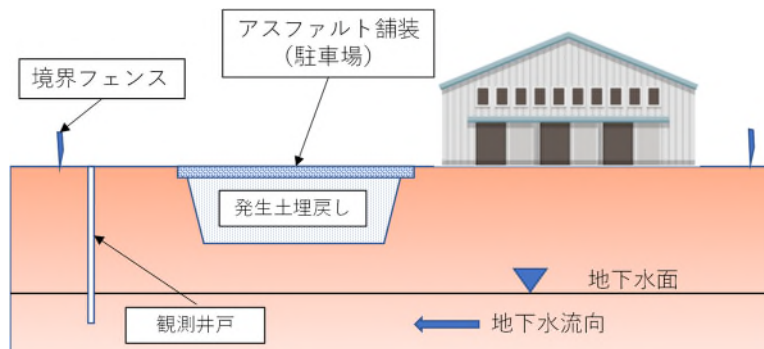 アスファルト舗装
（駐車場）
境界フェンス
発生土埋戻し
地下水面
観測井戸
地下水流向